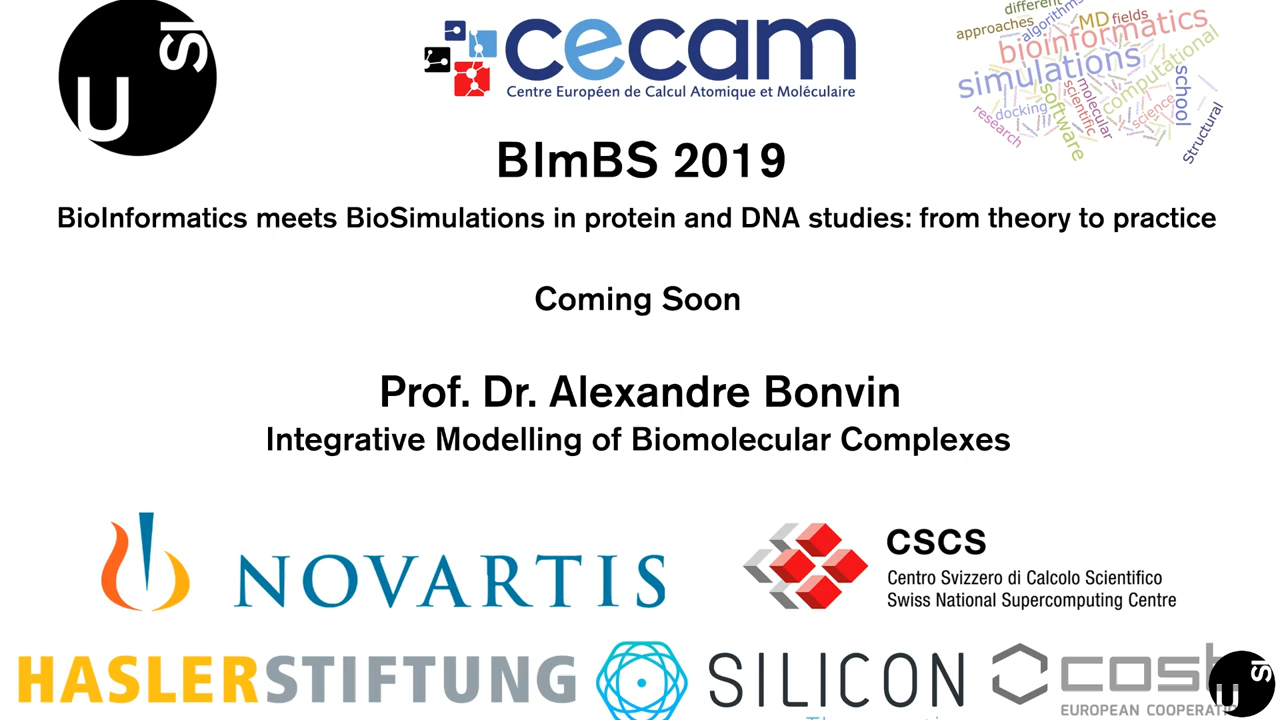 USI
cecam
Centre Européen de Calcul Atomique et Moléculaire
different
approaches
algorithms
MD
fields
bioinformatics
simulations
computational
software
scientific
molecular
docking
science
school
research
Structural
BImBS 2019
BioInformatics meets BioSimulations in protein and DNA studies: from theory to practice
Coming Soon
Prof. Dr. Alexandre Bonvin
Integrative Modelling of Biomolecular Complexes
NOVARTIS
CSCS
Centro Svizzero di Calcolo Scientifico
Swiss National Supercomputing Centre
HASLERSTIFTUNG
SILICON
cost
EUROPEAN COOPERATIO
USI